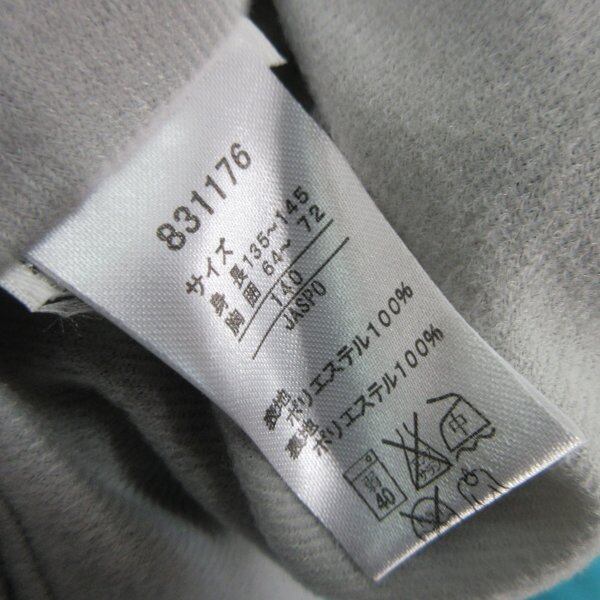 831176
サイズ
身長135~145
胸囲 64~ 72
140
JASPO
表地
ポリエステル100%
裏地
ポリエステル100%
40
中